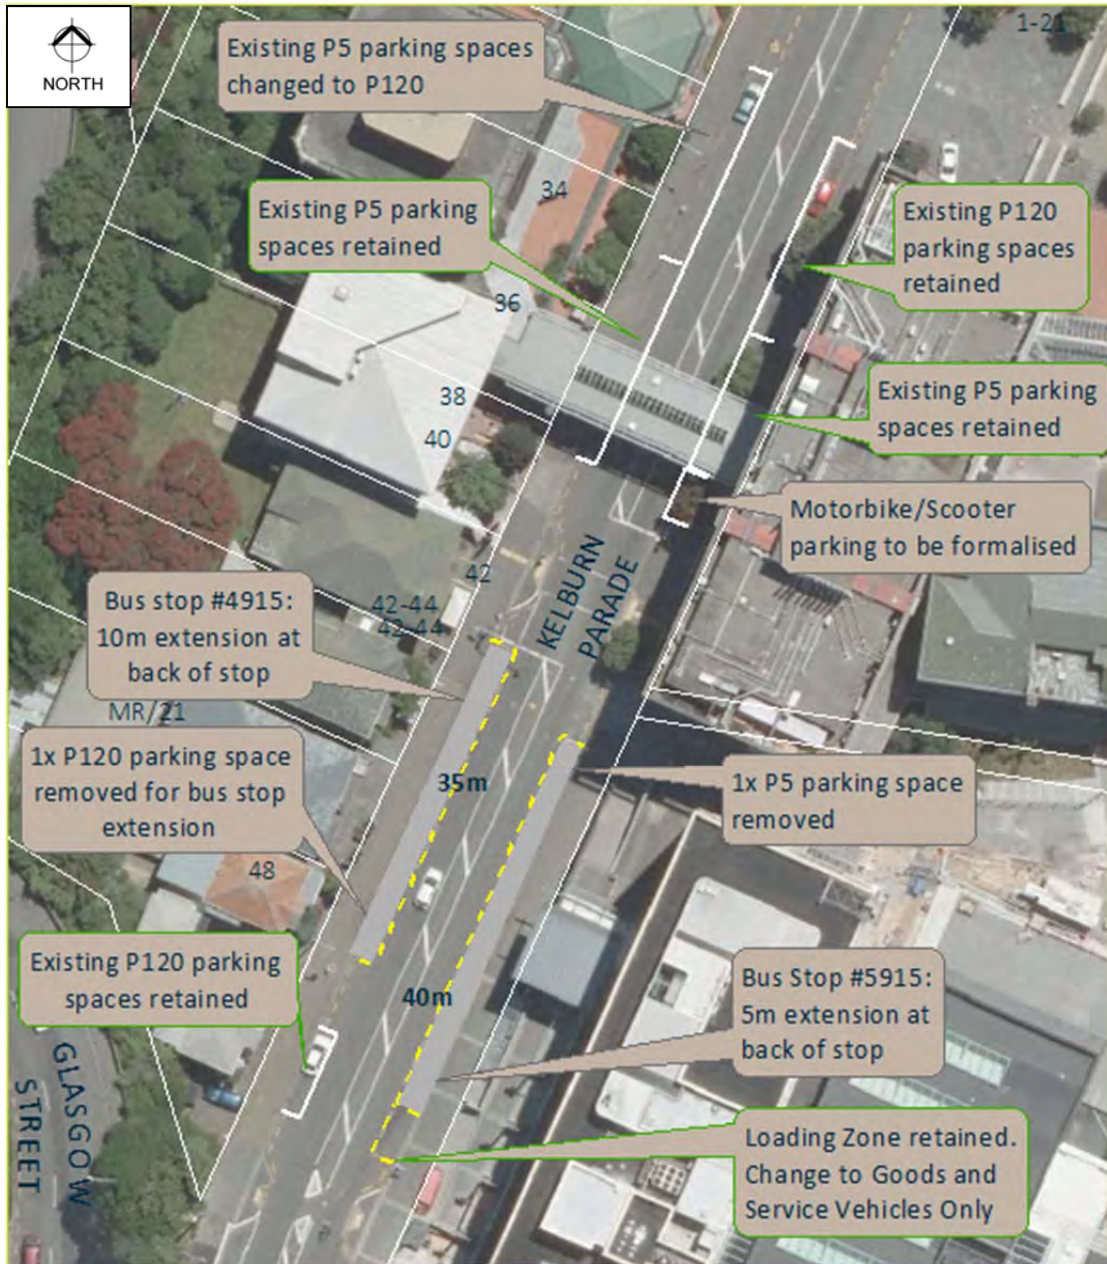 NORTH
Existing P5 parking spaces
changed to P120
1-21
34
Existing P5 parking
spaces retained
Existing P120
parking spaces
retained
36
38
40
Existing P5 parking
spaces retained
Motorbike/Scooter
parking to be formalised
KELBURN
PARADE
42
42-44
42-44
Bus stop #4915:
10m extension at
back of stop
MR/21
1x P120 parking space
removed for bus stop
extension
35m
1x P5 parking space
removed
48
Existing P120 parking
spaces retained
40m
Bus Stop #5915:
5m extension at
back of stop
GLASGOW
STREET
Loading Zone retained.
Change to Goods and
Service Vehicles Only